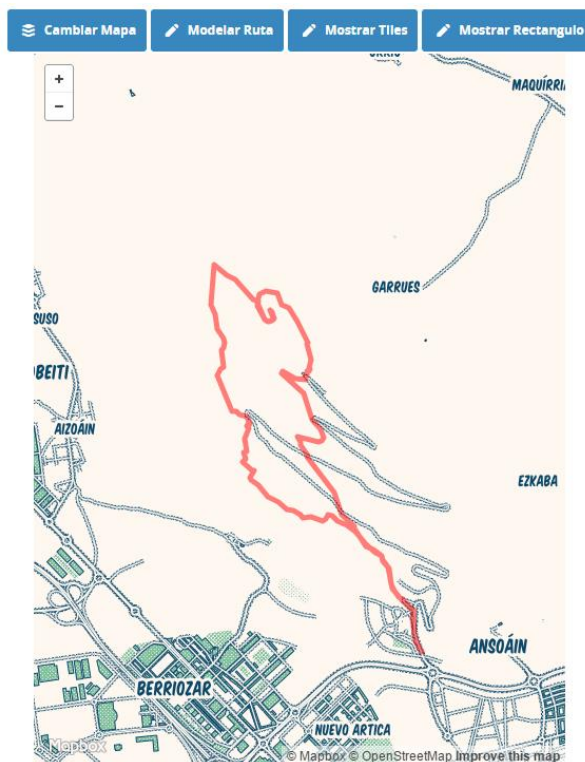 Cambiar Mapa
Modelar Ruta
Mostrar Tiles
Mostrar Rectangulo
+
−
MAQUÍRRI
GARRUES
SUSO
OBEITI
AIZOÁIN
EZKABA
ANSOÁIN
BERRIOZAR
NUEVO ARTICA
Mapbox
© Mapbox © OpenStreetMap Improve this map